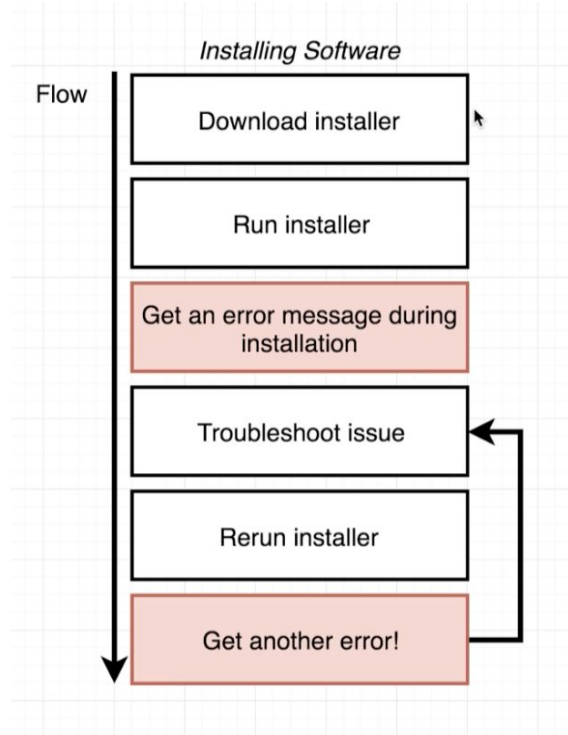 Installing Software
Flow
Download installer
Run installer
Get an error message during
installation
Troubleshoot issue
Rerun installer
Get another error!